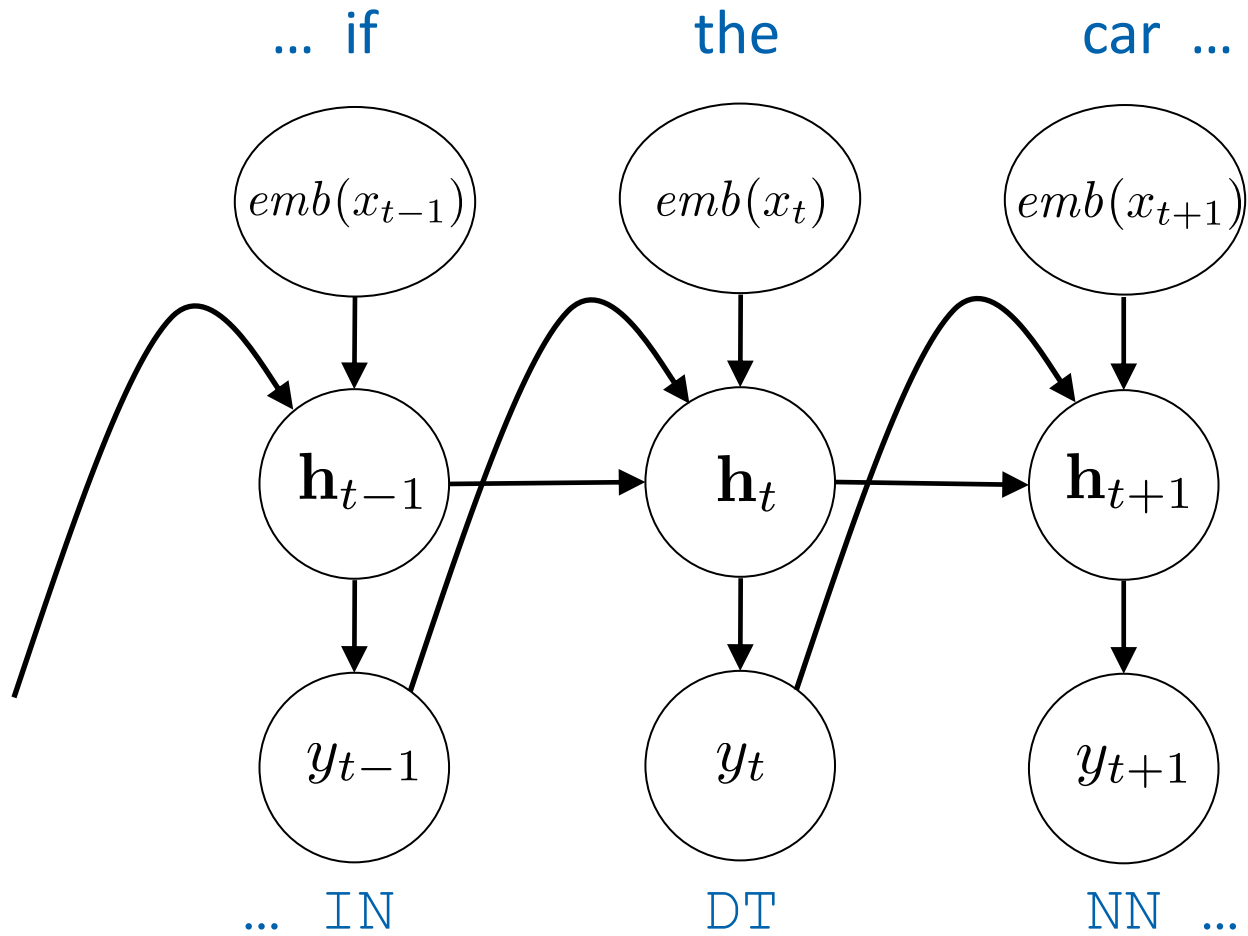 … if the car …
emb(x_{t−1}) emb(x_t) emb(x_{t+1})
h_{t−1} h_t h_{t+1}
y_{t−1} y_t y_{t+1}
… IN DT NN …